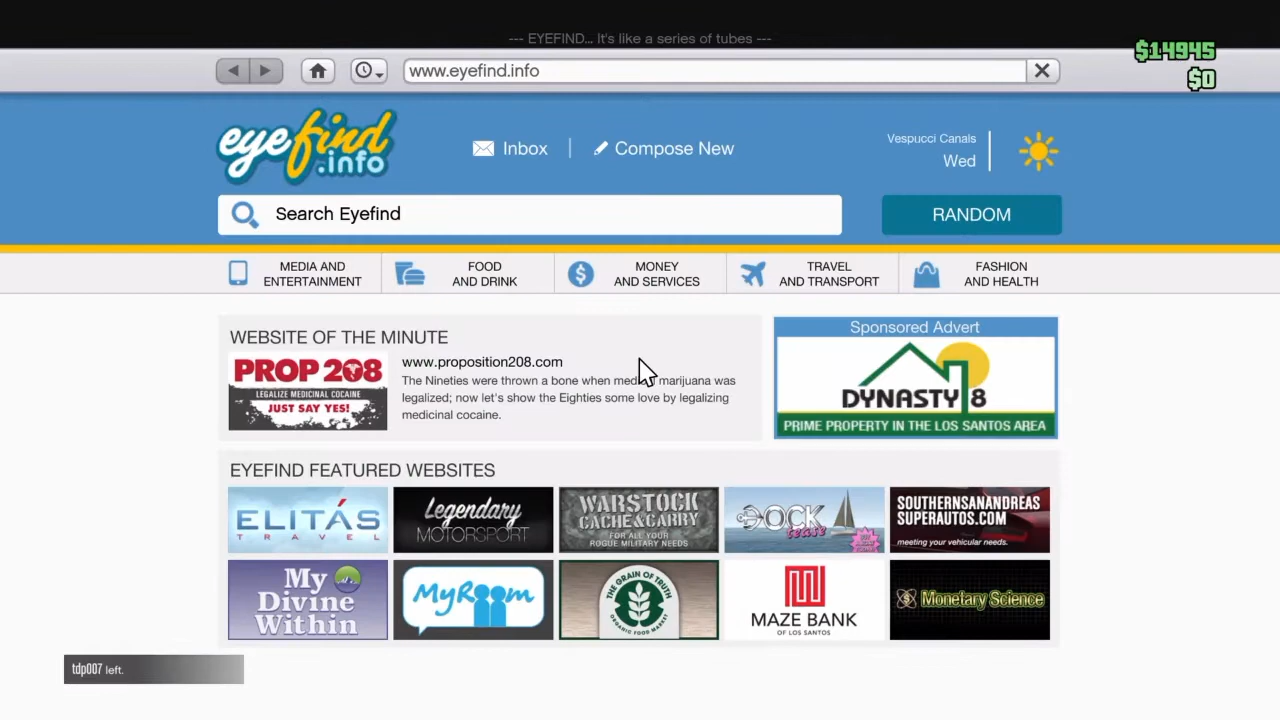 --- EYEFIND... It's like a series of tubes ---
$14945
www.eyefind.info
$0
eyefind
.info
Inbox
Compose New
Vespucci Canals
Wed
Search Eyefind
RANDOM
MEDIA AND
ENTERTAINMENT
FOOD
AND DRINK
MONEY
AND SERVICES
TRAVEL
AND TRANSPORT
FASHION
AND HEALTH
WEBSITE OF THE MINUTE
PROP 208
LEGALIZE MEDICINAL COCAINE
JUST SAY YES!
www.proposition208.com
The Nineties were thrown a bone when marijuana was
legalized; now let's show the Eighties some love by legalizing
medicinal cocaine.
Sponsored Advert
DYNASTY 8
PRIME PROPERTY IN THE LOS SANTOS AREA
EYEFIND FEATURED WEBSITES
ELITÁS
TRAVEL
Legendary
MOTORSPORT
WARSTOCK
CACHE & CARRY
FOR ALL YOUR
ROGUE MILITARY NEEDS
DOCK
tease
SOUTHERNSANANDREAS
SUPERAUTOS.COM
meeting your vehicular needs.
My
Divine
Within
MyRoom
THE GRAIN OF TRUTH
ORGANIC FOOD MARKET
MAZE BANK
OF LOS SANTOS
Monetary Science
tdp007 left.